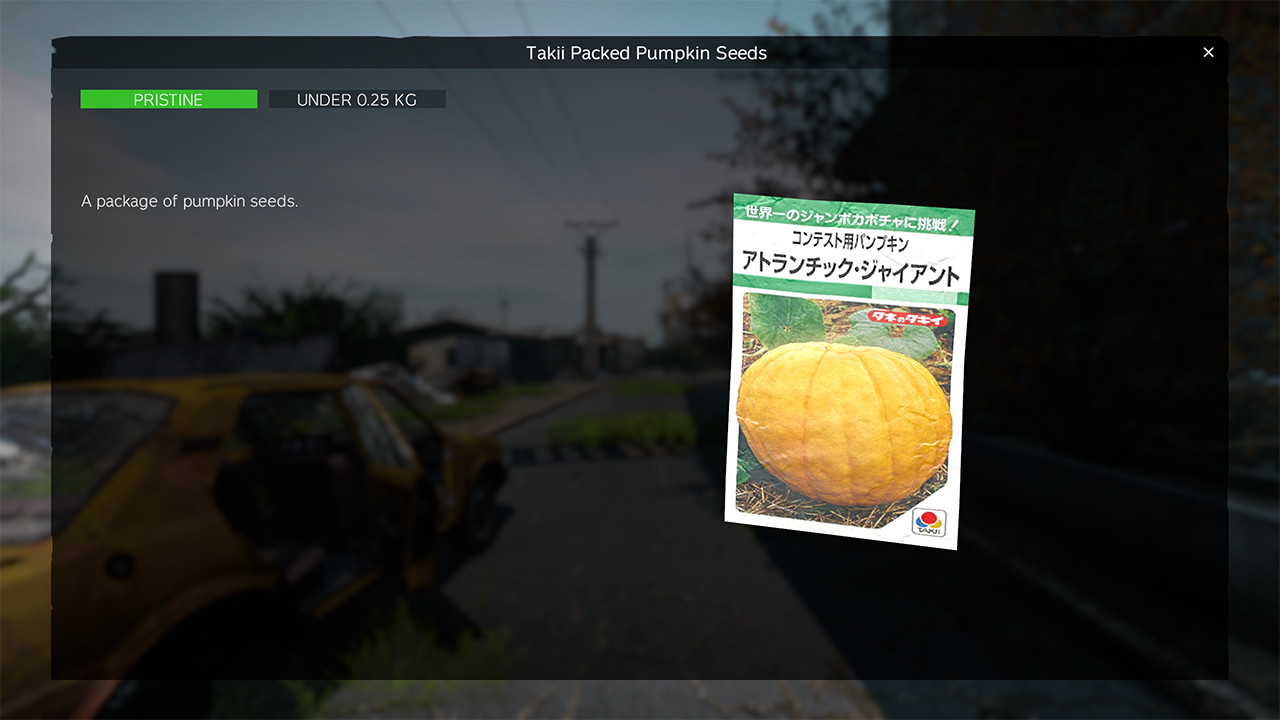 Takii Packed Pumpkin Seeds
PRISTINE
UNDER 0.25 KG
A package of pumpkin seeds.
世界一のジャンボカボチャに挑戦！
コンテスト用パンプキン
アトランチック・ジャイアント
タキのタキイ
TAKII